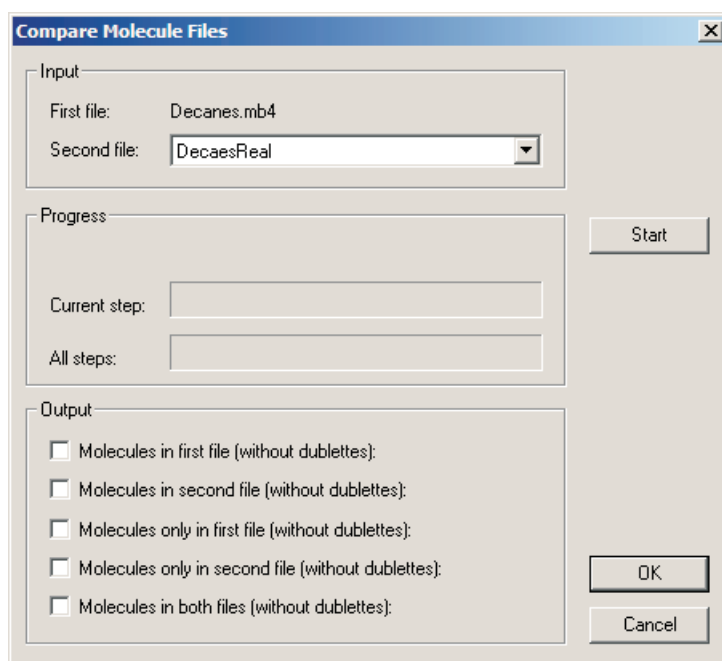 Compare Molecule Files
Input
First file: Decanes.mb4
Second file: DecaesReal
Progress
Start
Current step:
All steps:
Output
Molecules in first file (without dublettes):
Molecules in second file (without dublettes):
Molecules only in first file (without dublettes):
Molecules only in second file (without dublettes):
Molecules in both files (without dublettes):
OK
Cancel